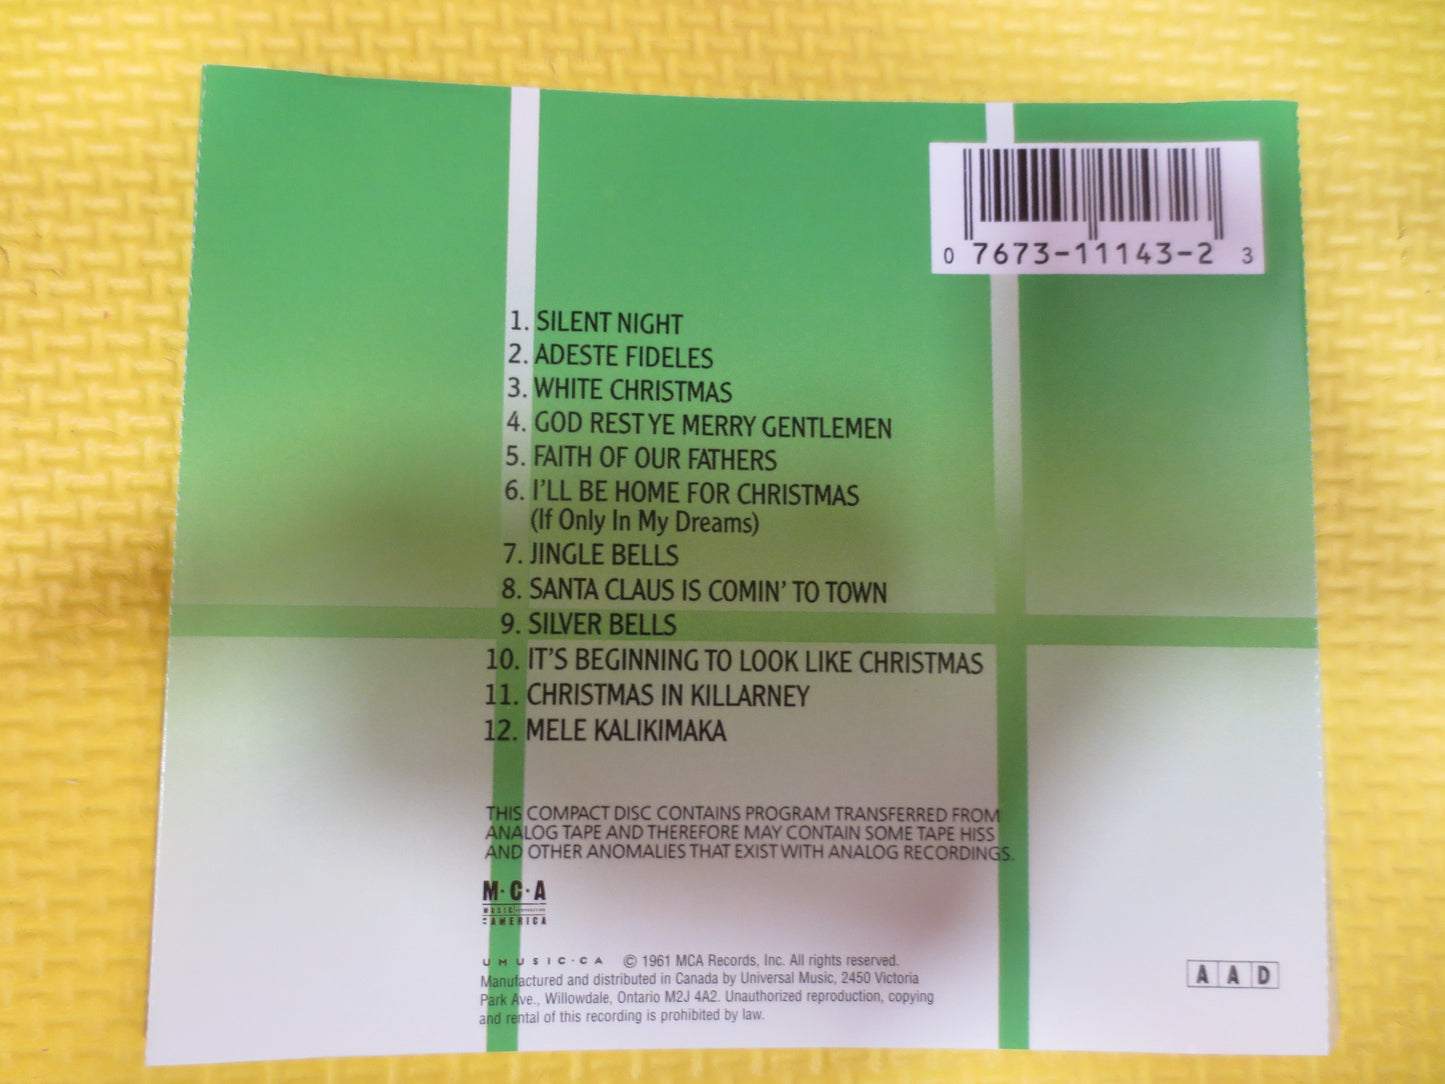 0 7673-11143-2 3
1. SILENT NIGHT
2. ADESTE FIDELES
3. WHITE CHRISTMAS
4. GOD REST YE MERRY GENTLEMEN
5. FAITH OF OUR FATHERS
6. I'LL BE HOME FOR CHRISTMAS
(If Only In My Dreams)
7. JINGLE BELLS
8. SANTA CLAUS IS COMIN' TO TOWN
9. SILVER BELLS
10. IT'S BEGINNING TO LOOK LIKE CHRISTMAS
11. CHRISTMAS IN KILLARNEY
12. MELE KALIKIMAKA
THIS COMPACT DISC CONTAINS PROGRAM TRANSFERRED FROM
ANALOG TAPE AND THEREFORE MAY CONTAIN SOME TAPE HISS
AND OTHER ANOMALIES THAT EXIST WITH ANALOG RECORDINGS.
M·C·A
MUSIC
AMERICA
UMUSIC·CA © 1961 MCA Records, Inc. All rights reserved.
Manufactured and distributed in Canada by Universal Music, 2450 Victoria
Park Ave., Willowdale, Ontario M2J 4A2. Unauthorized reproduction, copying
and rental of this recording is prohibited by law.
A A D